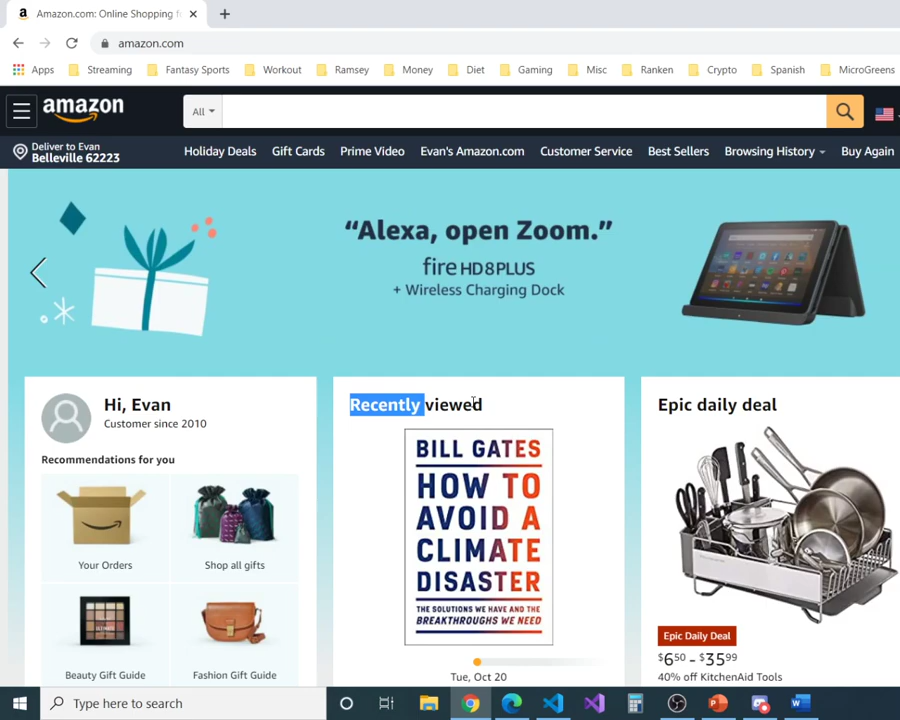 Amazon.com: Online Shopping f
amazon.com
Apps Streaming Fantasy Sports Workout Ramsey Money Diet Gaming Misc Ranken Crypto Spanish MicroGreens
amazon
All
Deliver to Evan
Belleville 62223
Holiday Deals Gift Cards Prime Video Evan's Amazon.com Customer Service Best Sellers Browsing History Buy Again
“Alexa, open Zoom.”
fire HD8PLUS
+ Wireless Charging Dock
Hi, Evan
Customer since 2010
Recommendations for you
Your Orders
Shop all gifts
Beauty Gift Guide
Fashion Gift Guide
Recently viewed
BILL GATES
HOW TO
AVOID A
CLIMATE
DISASTER
THE SOLUTIONS WE HAVE AND THE
BREAKTHROUGHS WE NEED
Tue, Oct 20
Epic daily deal
Epic Daily Deal
$6 50 - $35 99
40% off KitchenAid Tools
Type here to search